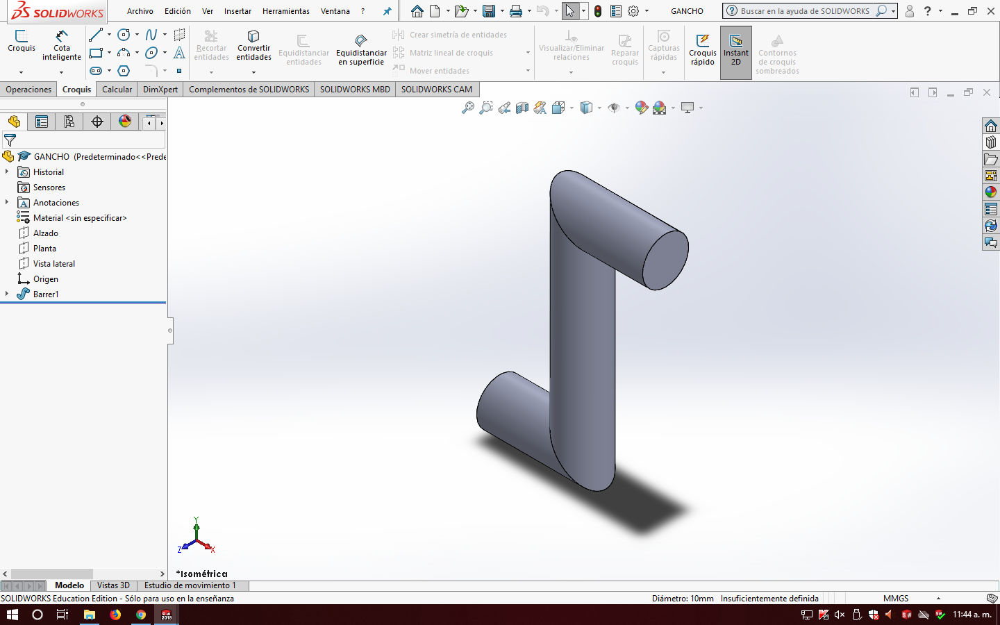 SOLIDWORKS
Archivo Edición Ver Insertar Herramientas Ventana ?
GANCHO
Buscar en la ayuda de SOLIDWORKS
?
Croquis
Cota inteligente
Recortar entidades
Convertir entidades
Equidistanciar entidades
Equidistanciar en superficie
Crear simetría de entidades
Matriz lineal de croquis
Mover entidades
Visualizar/Eliminar relaciones
Reparar croquis
Capturas rápidas
Croquis rápido
Instant 2D
Contornos de croquis sombreados
Operaciones Croquis Calcular DimXpert Complementos de SOLIDWORKS SOLIDWORKS MBD SOLIDWORKS CAM
GANCHO (Predeterminado<<Prede
Historial
Sensores
Anotaciones
Material <sin especificar>
Alzado
Planta
Vista lateral
Origen
Barrer1
Y
Z X
*Isométrica
Modelo Vistas 3D Estudio de movimiento 1
SOLIDWORKS Education Edition - Sólo para uso en la enseñanza
Diámetro: 10mm Insuficientemente definida MMGS
11:44 a. m.